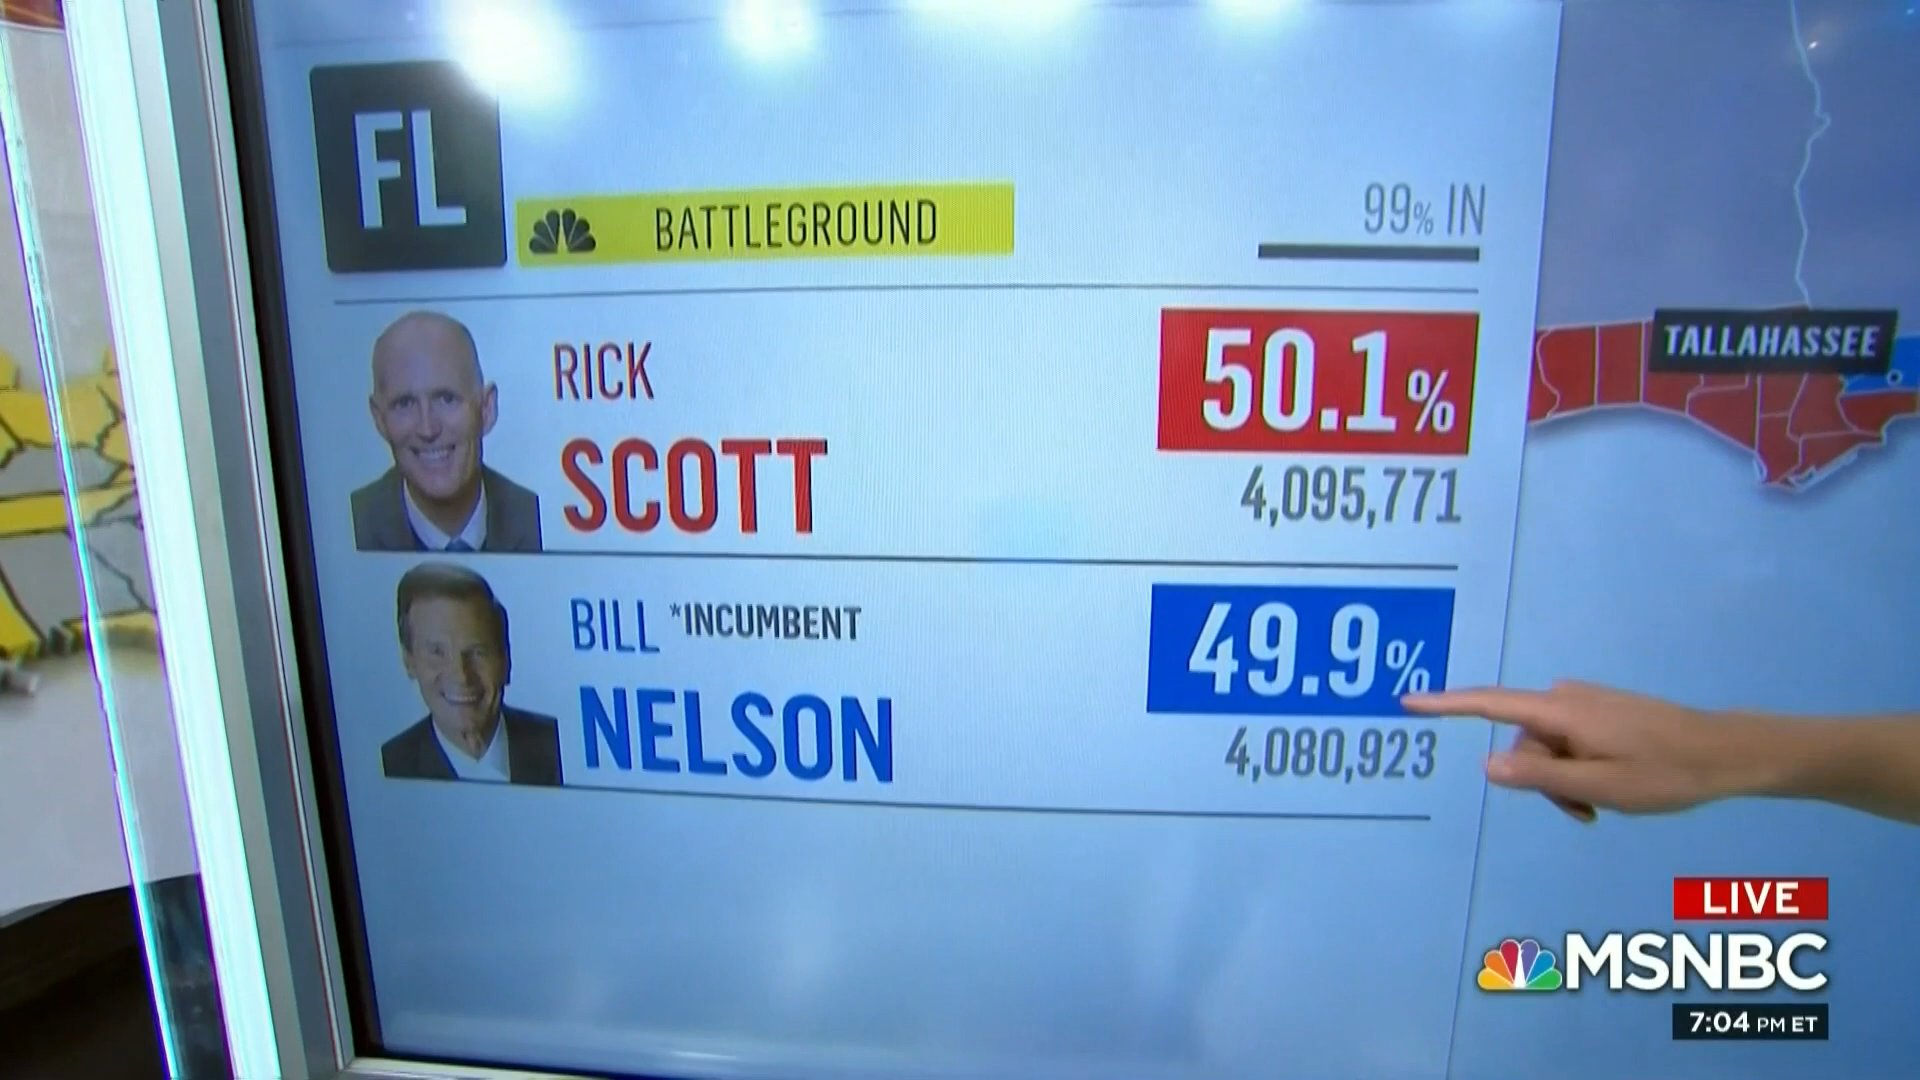 FL
BATTLEGROUND
99% IN
RICK
SCOTT
50.1%
4,095,771
BILL *INCUMBENT
NELSON
49.9%
4,080,923
TALLAHASSEE
LIVE
MSNBC
7:04 PM ET